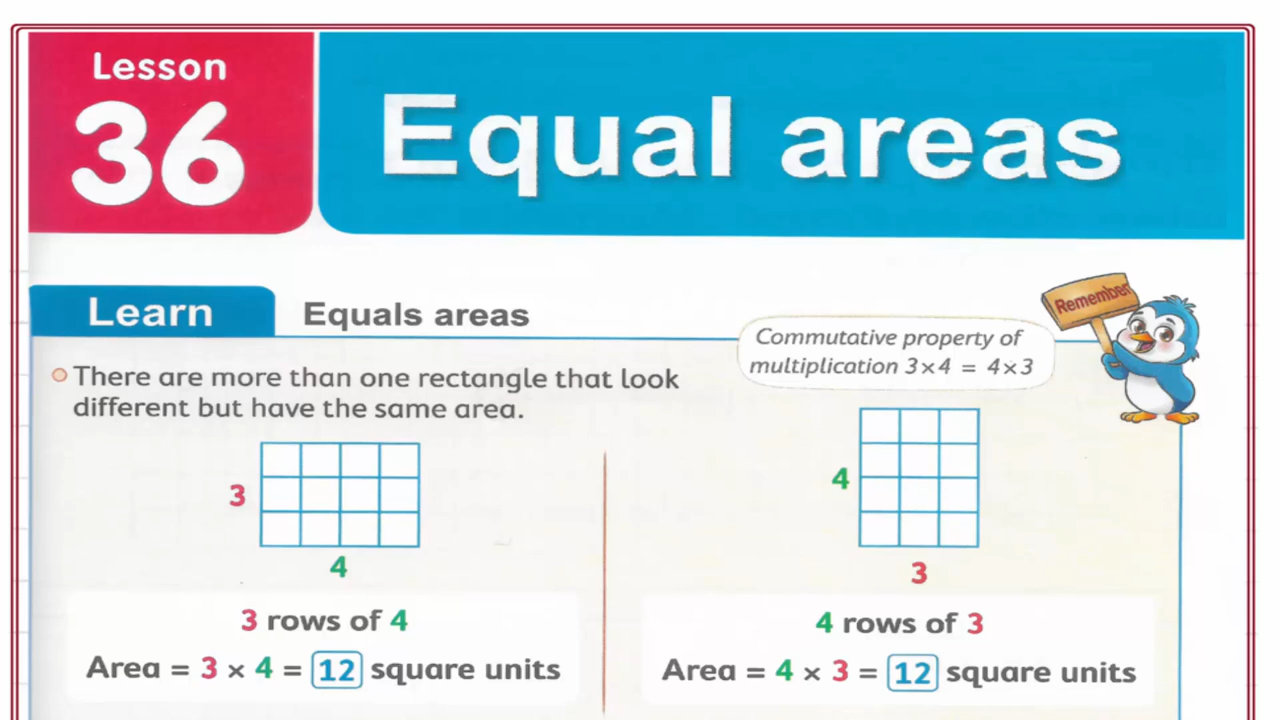 Lesson
36
Equal areas
Learn
Equals areas
Remember
Commutative property of
multiplication 3×4 = 4×3
There are more than one rectangle that look
different but have the same area.
3
4
3 rows of 4
Area = 3 × 4 = 12 square units
4
3
4 rows of 3
Area = 4 × 3 = 12 square units